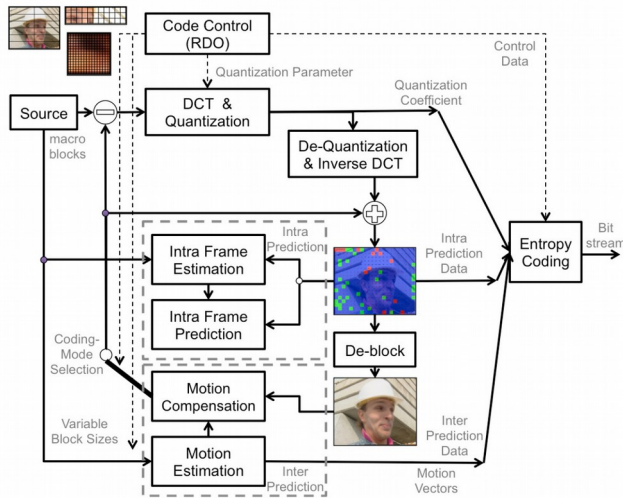 Code Control
(RDO)
Control
Data
Quantization Parameter
Quantization
Coefficient
Source
DCT &
Quantization
macro
blocks
De-Quantization
& Inverse DCT
Intra
Prediction
Intra Frame
Estimation
Intra
Prediction
Data
Entropy
Coding
Bit
stream
Intra Frame
Prediction
Coding-
Mode
Selection
De-block
Motion
Compensation
Variable
Block Sizes
Inter
Prediction
Data
Motion
Estimation
Inter
Prediction
Motion
Vectors